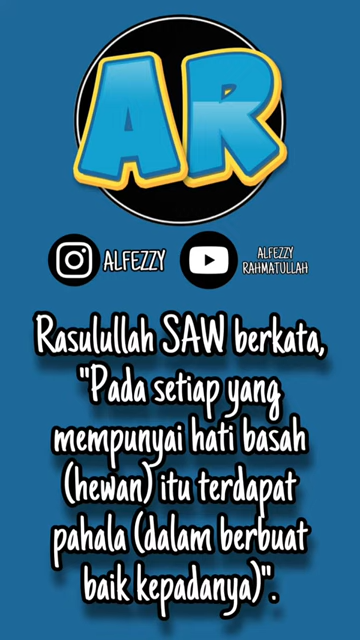 AR
ALFEZZY
ALFEZZY
RAHMATULLAH
Rasulullah SAW berkata,
"Pada setiap yang
mempunyai hati basah
(hewan) itu terdapat
pahala (dalam berbuat
baik kepadanya)".